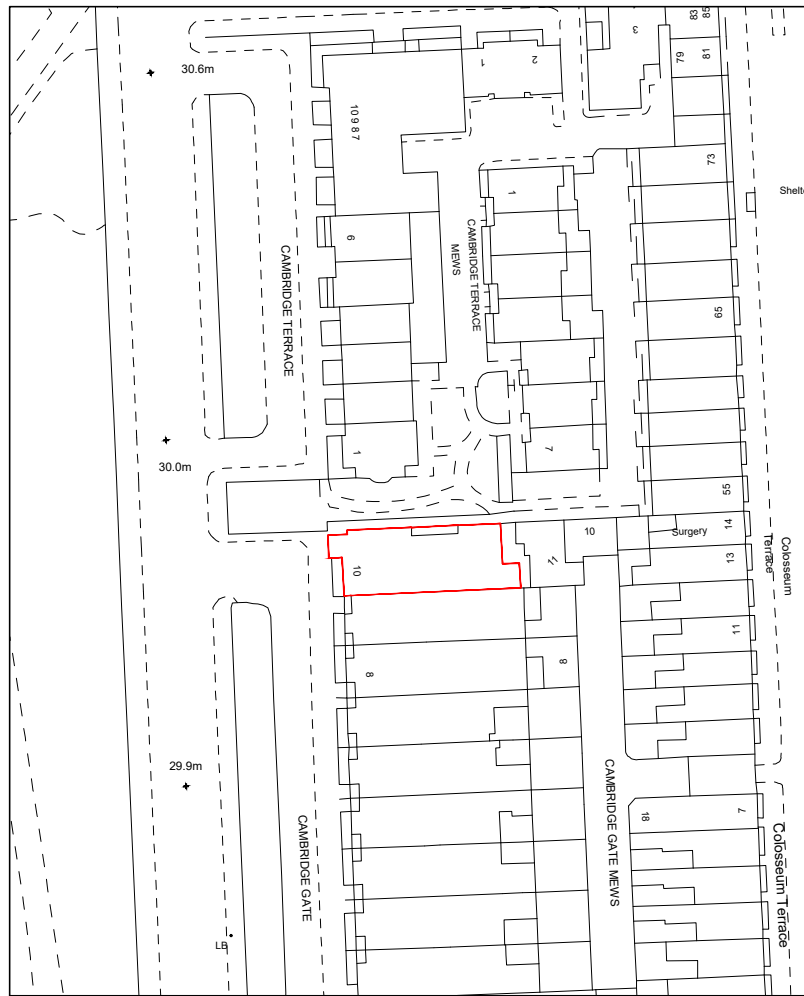 83
85
3
79
81
1
2
30.6m
10 9 8 7
73
Shelt
1
6
CAMBRIDGE TERRACE
MEWS
CAMBRIDGE TERRACE
65
1
7
30.0m
55
14
10
Surgery
Colosseum
Terrace
13
11
10
11
8
8
29.9m
CAMBRIDGE GATE MEWS
18
7
CAMBRIDGE GATE
Colosseum Terrace
LB